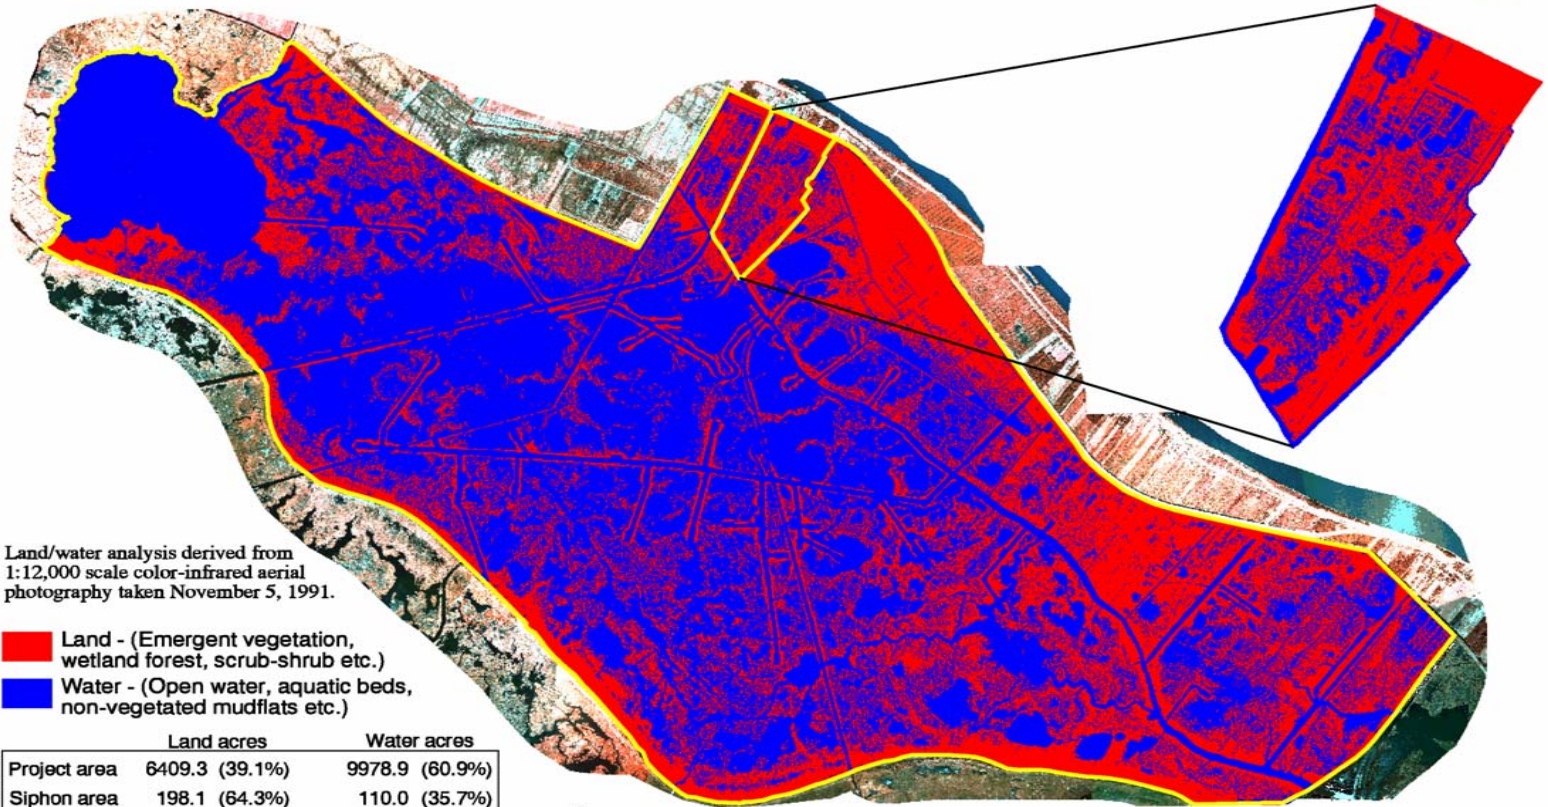 Land/water analysis derived from
1:12,000 scale color-infrared aerial
photography taken November 5, 1991.
Land - (Emergent vegetation,
wetland forest, scrub-shrub etc.)
Water - (Open water, aquatic beds,
non-vegetated mudflats etc.)
Land acres Water acres
Project area 6409.3 (39.1%) 9978.9 (60.9%)
Siphon area 198.1 (64.3%) 110.0 (35.7%)